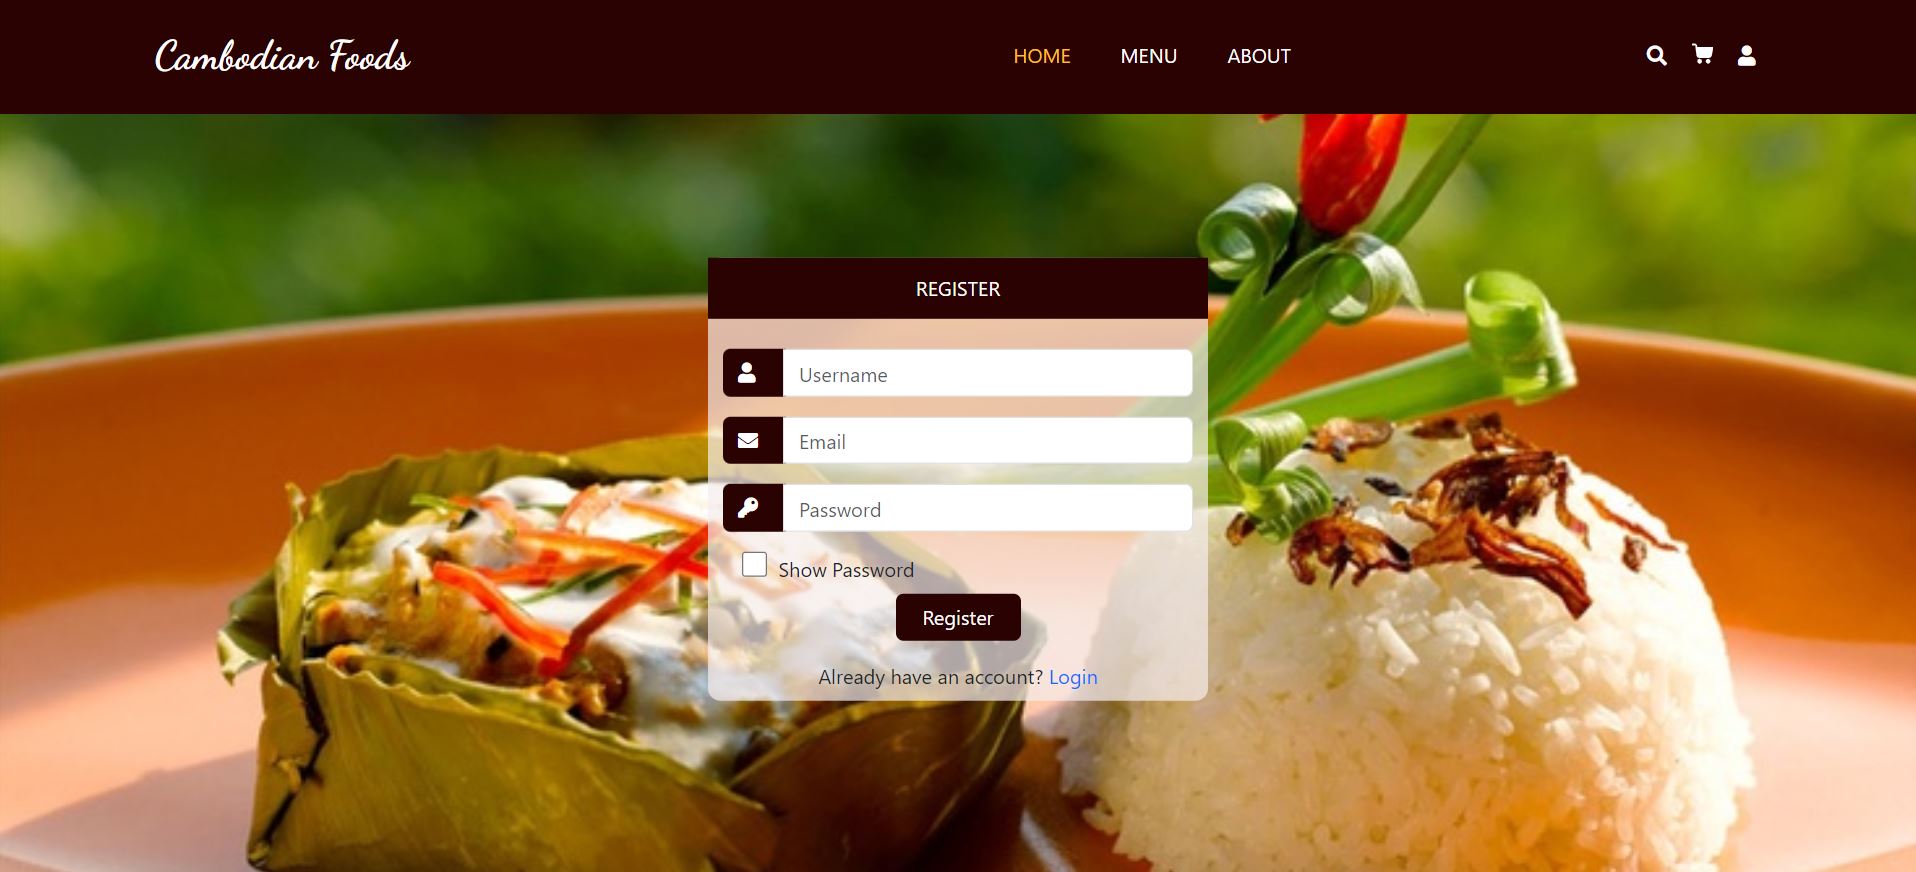 Cambodian Foods
HOME MENU ABOUT
REGISTER
Username
Email
Password
Show Password
Register
Already have an account? Login